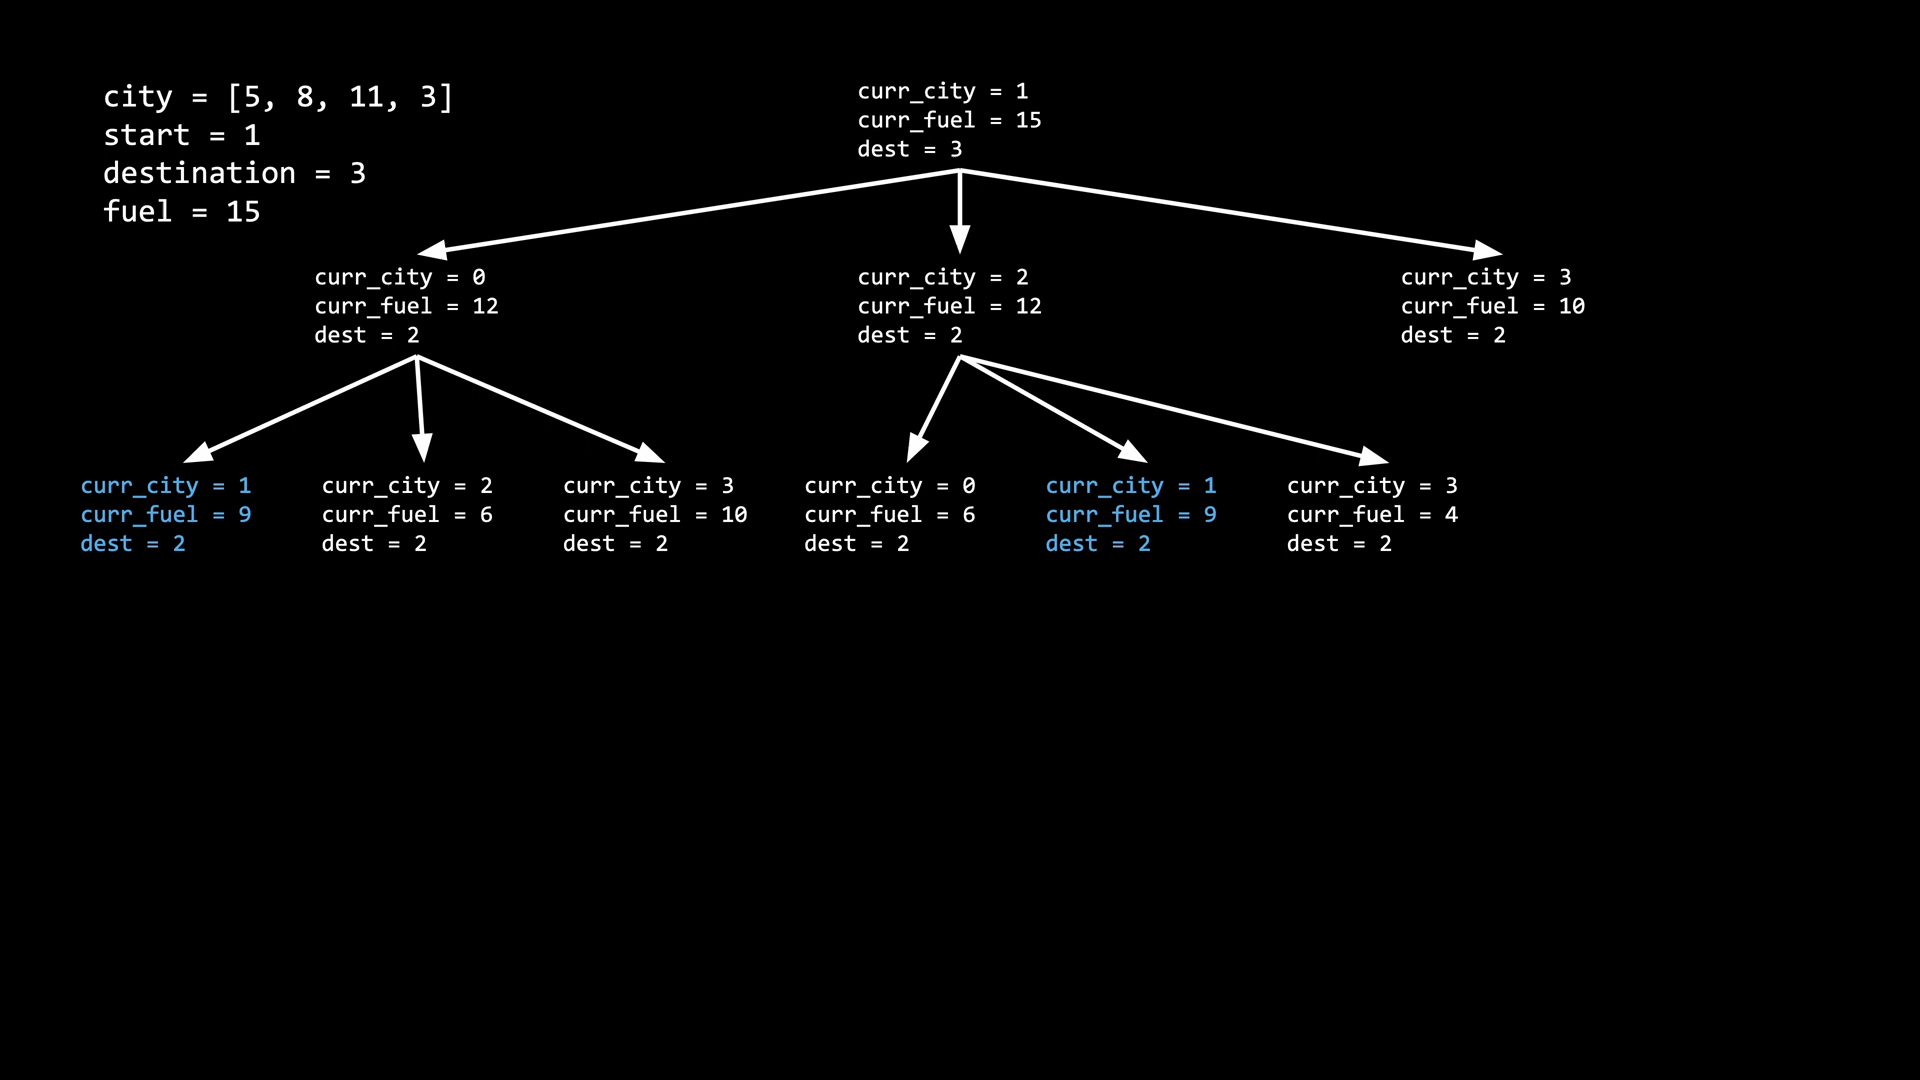 city = [5, 8, 11, 3]
start = 1
destination = 3
fuel = 15
curr_city = 1
curr_fuel = 15
dest = 3
curr_city = 0
curr_fuel = 12
dest = 2
curr_city = 2
curr_fuel = 12
dest = 2
curr_city = 3
curr_fuel = 10
dest = 2
curr_city = 1
curr_fuel = 9
dest = 2
curr_city = 2
curr_fuel = 6
dest = 2
curr_city = 3
curr_fuel = 10
dest = 2
curr_city = 0
curr_fuel = 6
dest = 2
curr_city = 1
curr_fuel = 9
dest = 2
curr_city = 3
curr_fuel = 4
dest = 2